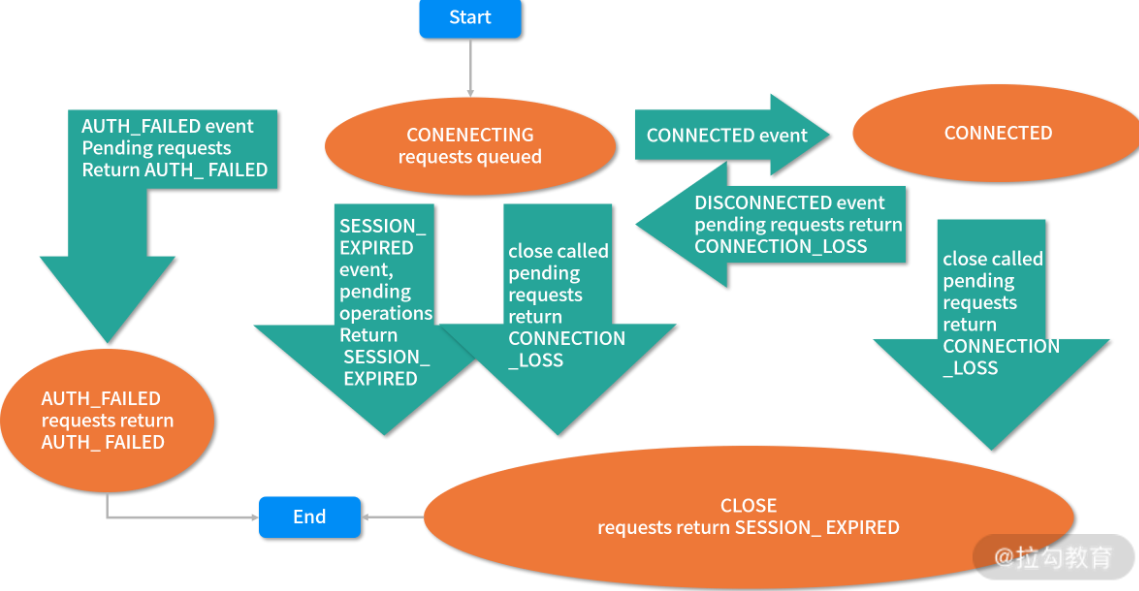 Start
AUTH_FAILED event
Pending requests
Return AUTH_ FAILED
CONENECTING
requests queued
CONNECTED event
CONNECTED
DISCONNECTED event
pending requests return
CONNECTION_LOSS
SESSION_
EXPIRED
event,
pending
operations
Return
SESSION_
EXPIRED
close called
pending
requests
return
CONNECTION
_LOSS
close called
pending
requests
return
CONNECTION
_LOSS
AUTH_FAILED
requests return
AUTH_ FAILED
End
CLOSE
requests return SESSION_ EXPIRED
@拉勾教育